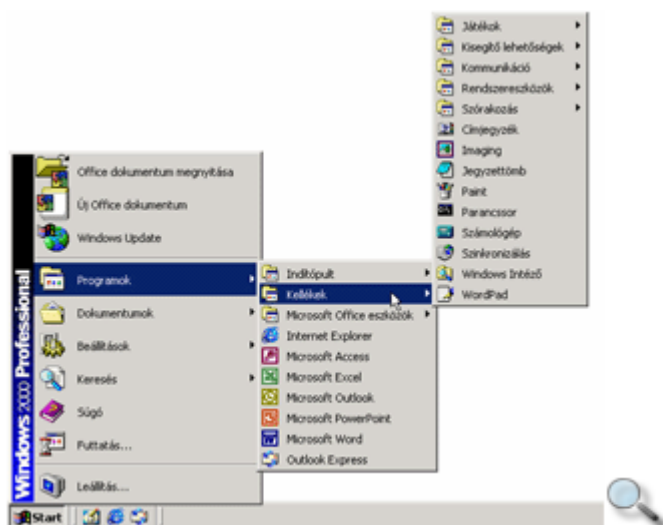 Játékok
Kisegítő lehetőségek
Kommunikáció
Rendszereszközök
Szórakozás
Címjegyzék
Imaging
Jegyzettömb
Paint
Parancssor
Számológép
Szinkronizálás
Windows Intéző
WordPad
Office dokumentum megnyitása
Új Office dokumentum
Windows Update
Programok
Dokumentumok
Beállítások
Keresés
Súgó
Futtatás...
Leállítás...
Windows 2000 Professional
Indítópult
Kellékek
Microsoft Office eszközök
Internet Explorer
Microsoft Access
Microsoft Excel
Microsoft Outlook
Microsoft PowerPoint
Microsoft Word
Outlook Express
Start